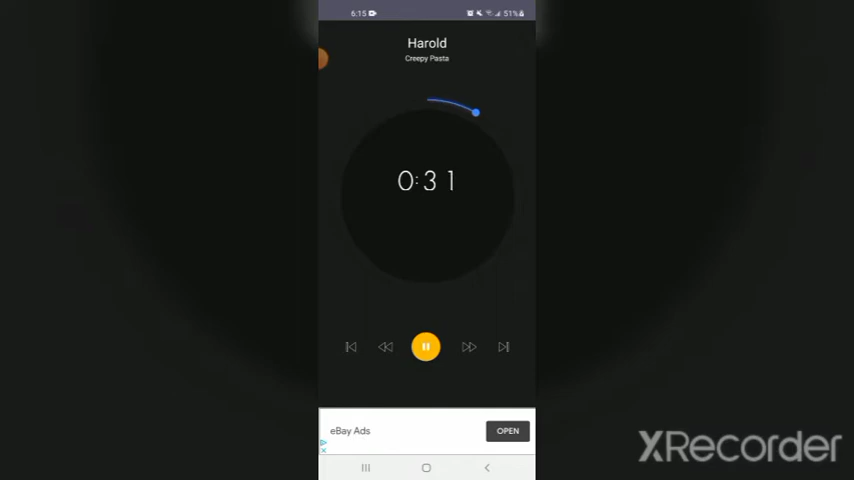 6:15
51%
Harold
Creepy Pasta
0:31
eBay Ads
OPEN
XRecorder